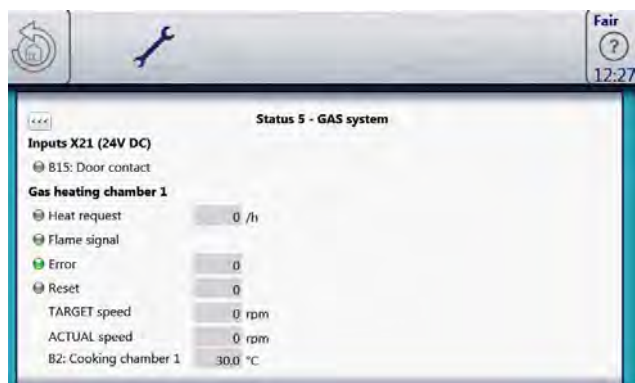 Fair
?
12:27
<<<
Status 5 - GAS system
Inputs X21 (24V DC)
B15: Door contact
Gas heating chamber 1
Heat request 0 /h
Flame signal
Error 0
Reset 0
TARGET speed 0 rpm
ACTUAL speed 0 rpm
B2: Cooking chamber 1 30.0 °C